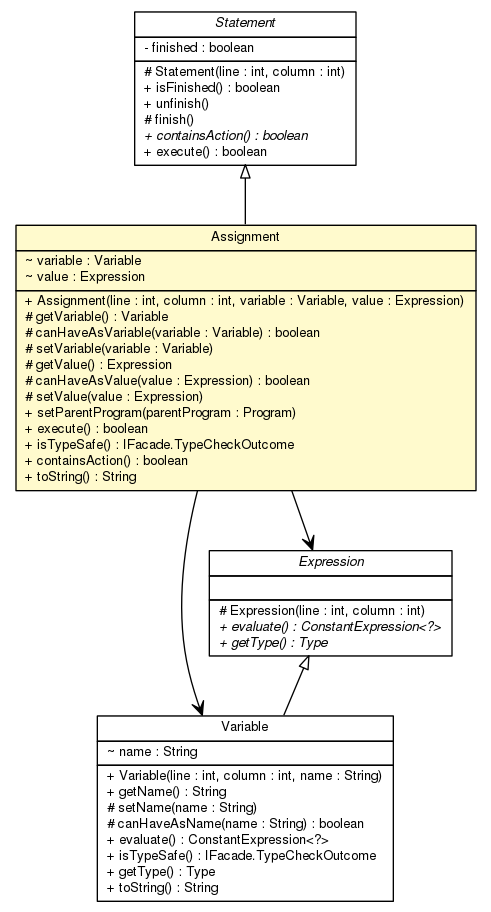 Statement
- finished : boolean
# Statement(line : int, column : int)
+ isFinished() : boolean
+ unfinish()
# finish()
+ containsAction() : boolean
+ execute() : boolean
Assignment
~ variable : Variable
~ value : Expression
+ Assignment(line : int, column : int, variable : Variable, value : Expression)
# getVariable() : Variable
# canHaveAsVariable(variable : Variable) : boolean
# setVariable(variable : Variable)
# getValue() : Expression
# canHaveAsValue(value : Expression) : boolean
# setValue(value : Expression)
+ setParentProgram(parentProgram : Program)
+ execute() : boolean
+ isTypeSafe() : IFacade.TypeCheckOutcome
+ containsAction() : boolean
+ toString() : String
Expression
# Expression(line : int, column : int)
+ evaluate() : ConstantExpression<?>
+ getType() : Type
Variable
~ name : String
+ Variable(line : int, column : int, name : String)
+ getName() : String
# setName(name : String)
# canHaveAsName(name : String) : boolean
+ evaluate() : ConstantExpression<?>
+ isTypeSafe() : IFacade.TypeCheckOutcome
+ getType() : Type
+ toString() : String